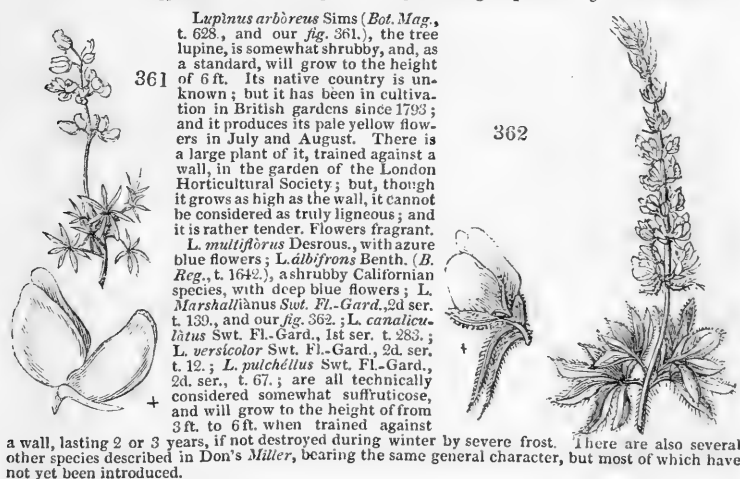 Lupìnus arbòreus Sims (Bot. Mag.,
t. 628., and our fig. 361.), the tree
lupine, is somewhat shrubby, and, as
a standard, will grow to the height
361
of 6 ft. Its native country is un-
known; but it has been in cultiva-
tion in British gardens since 1793;
and it produces its pale yellow flow-
ers in July and August. There is
362
a large plant of it, trained against a
wall, in the garden of the London
Horticultural Society; but, though
it grows as high as the wall, it cannot
be considered as truly ligneous; and
it is rather tender. Flowers fragrant.
L. multiflòrus Desrous., with azure
blue flowers; L. álbifrons Benth. (B.
Reg., t. 1642.), a shrubby Californian
species, with deep blue flowers; L.
Marshalliànus Swt. Fl.-Gard., 2d ser.
t. 139., and our fig. 362.; L. canalicu-
làtus Swt. Fl.-Gard., 1st ser. t. 283.;
L. versicolor Swt. Fl.-Gard., 2d. ser.
t. 12.; L. pulchéllus Swt. Fl.-Gard.,
2d. ser., t. 67.; are all technically
considered somewhat suffruticose,
and will grow to the height of from
3 ft. to 6 ft. when trained against
a wall, lasting 2 or 3 years, if not destroyed during winter by severe frost. There are also several
other species described in Don's Miller, bearing the same general character, but most of which have
not yet been introduced.